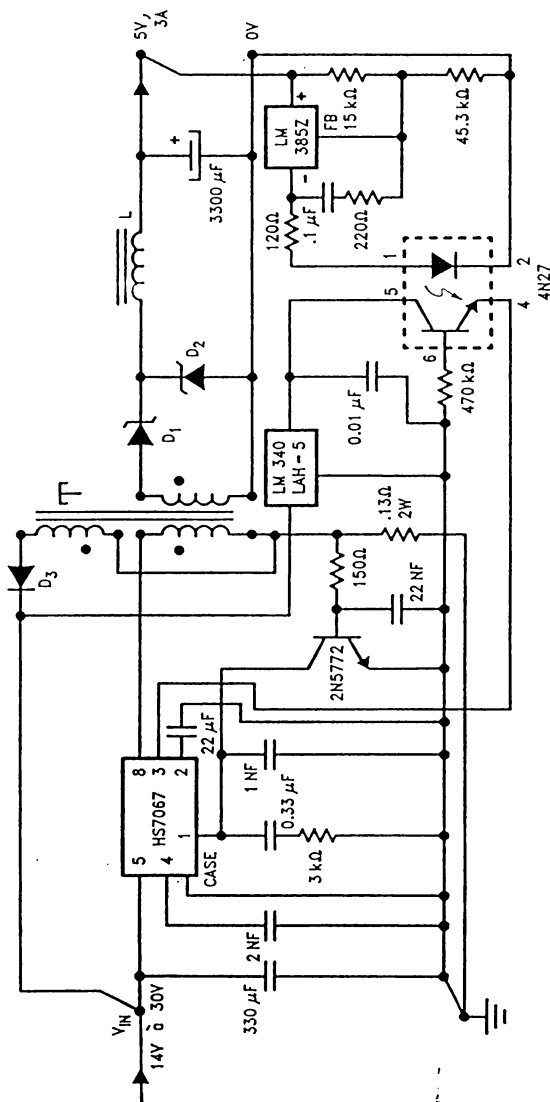 V_IN
14V à 30V
330 µF
2 NF
5
4
HS7067
8
3
2
1
CASE
22 µF
1 NF
0.33 µF
3 kΩ
D3
T
2N5772
150Ω
22 NF
.13Ω
2W
LM 340
LAH-5
0.01 µF
470 kΩ
D1
D2
L
+
3300 µF
5V,
3A
0V
LM
385Z
+
-
FB
15 kΩ
45.3 kΩ
120Ω
.1 µF
220Ω
5
1
6
4
2
4N27